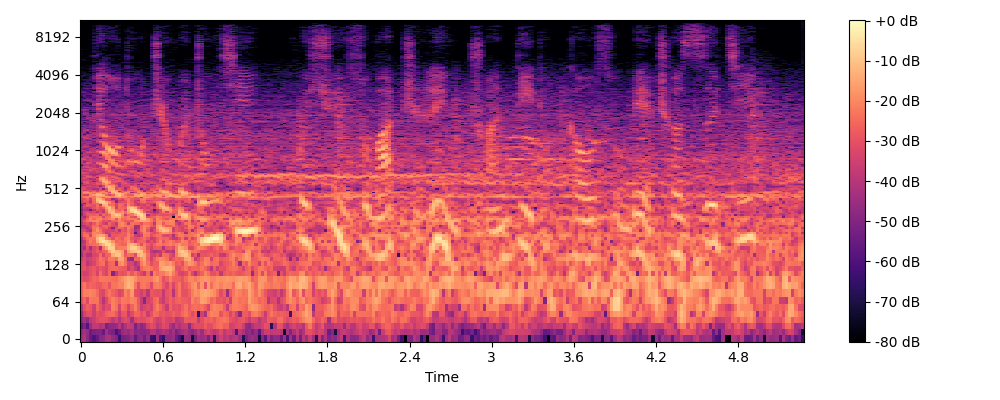 8192
4096
2048
1024
512
256
128
64
0
Hz
0 0.6 1.2 1.8 2.4 3 3.6 4.2 4.8
Time
+0 dB
-10 dB
-20 dB
-30 dB
-40 dB
-50 dB
-60 dB
-70 dB
-80 dB